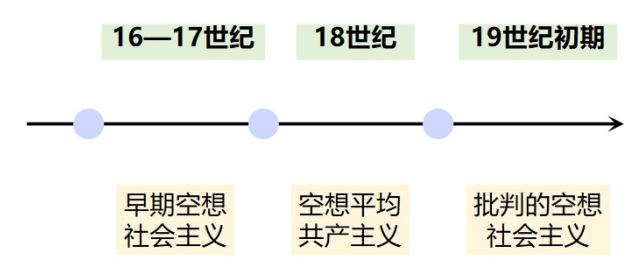 16—17世纪
18世纪
19世纪初期
早期空想
社会主义
空想平均
共产主义
批判的空想
社会主义